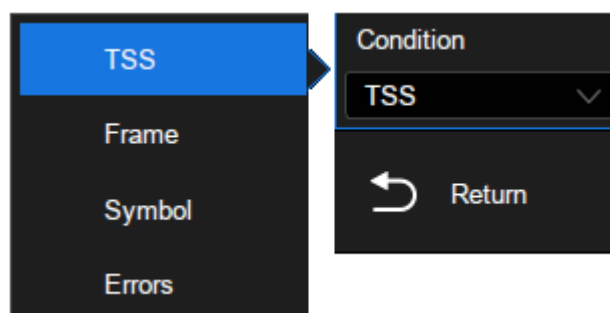 TSS
Frame
Symbol
Errors
Condition
TSS
Return